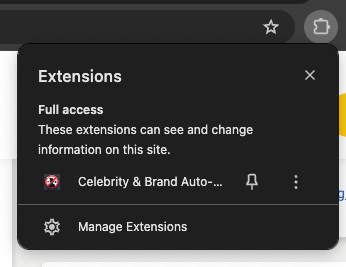 Extensions
Full access
These extensions can see and change
information on this site.
Celebrity & Brand Auto-...
Manage Extensions